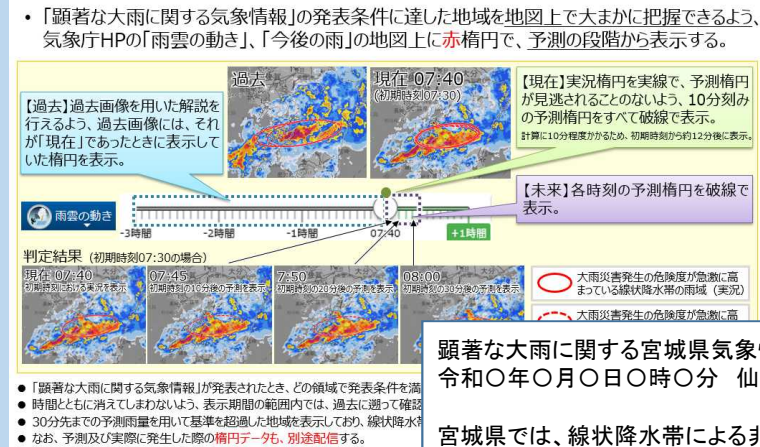 • 「顕著な大雨に関する気象情報」の発表条件に達した地域を地図上で大まかに把握できるよう、
気象庁HPの「雨雲の動き」、「今後の雨」の地図上に赤楕円で、予測の段階から表示する。
【過去】過去画像を用いた解説を
行えるよう、過去画像には、それ
が「現在」であったときに表示して
いた楕円を表示。
過去
現在 07:40
(初期時刻07:30)
【現在】実況楕円を実線で、予測楕円
が見逃されることのないよう、10分刻み
の予測楕円をすべて破線で表示。
計算に10分程度かかるため、初期時刻から約12分後に表示。
【未来】各時刻の予測楕円を破線で
表示。
雨雲の動き
-3時間
-2時間
-1時間
07:40
+1時間
判定結果（初期時刻07:30の場合）
現在 07:40
初期時刻における実況を表示
07:45
初期時刻の10分後の予測を表示
7:50
初期時刻の20分後の予測を表示
08:00
初期時刻の30分後の予測を表示
大雨災害発生の危険度が急激に高
まっている線状降水帯の雨域（実況）
大雨災害発生の危険度が急激に高
● 「顕著な大雨に関する気象情報」が発表されたとき、どの領域で発表条件を満
● 時間とともに消えてしまわないよう、表示期間の範囲内では、過去に遡って確認
● 30分先までの予測雨量を用いて基準を超過した地域を表示しており、線状降水
● なお、予測及び実際に発生した際の楕円データも、別途配信する。
顕著な大雨に関する宮城県気象
令和〇年〇月〇日〇時〇分　仙
宮城県では、線状降水帯による